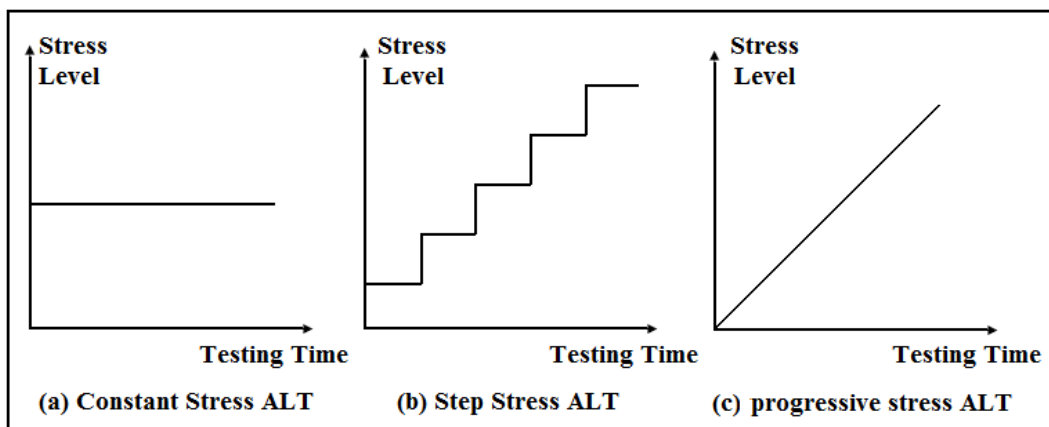 Stress
Level
Testing Time
(a) Constant Stress ALT
Stress
Level
Testing Time
(b) Step Stress ALT
Stress
Level
Testing Time
(c) progressive stress ALT